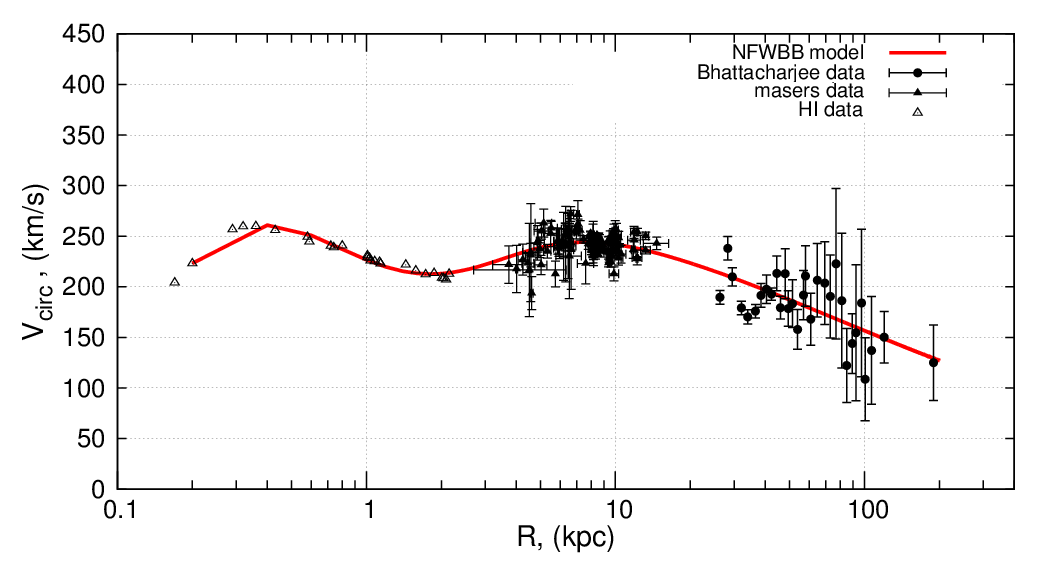 450
400
350
300
250
200
150
100
50
0
V_circ , (km/s)
NFWBB model
Bhattacharjee data
masers data
HI data
0.1 1 10 100
R, (kpc)